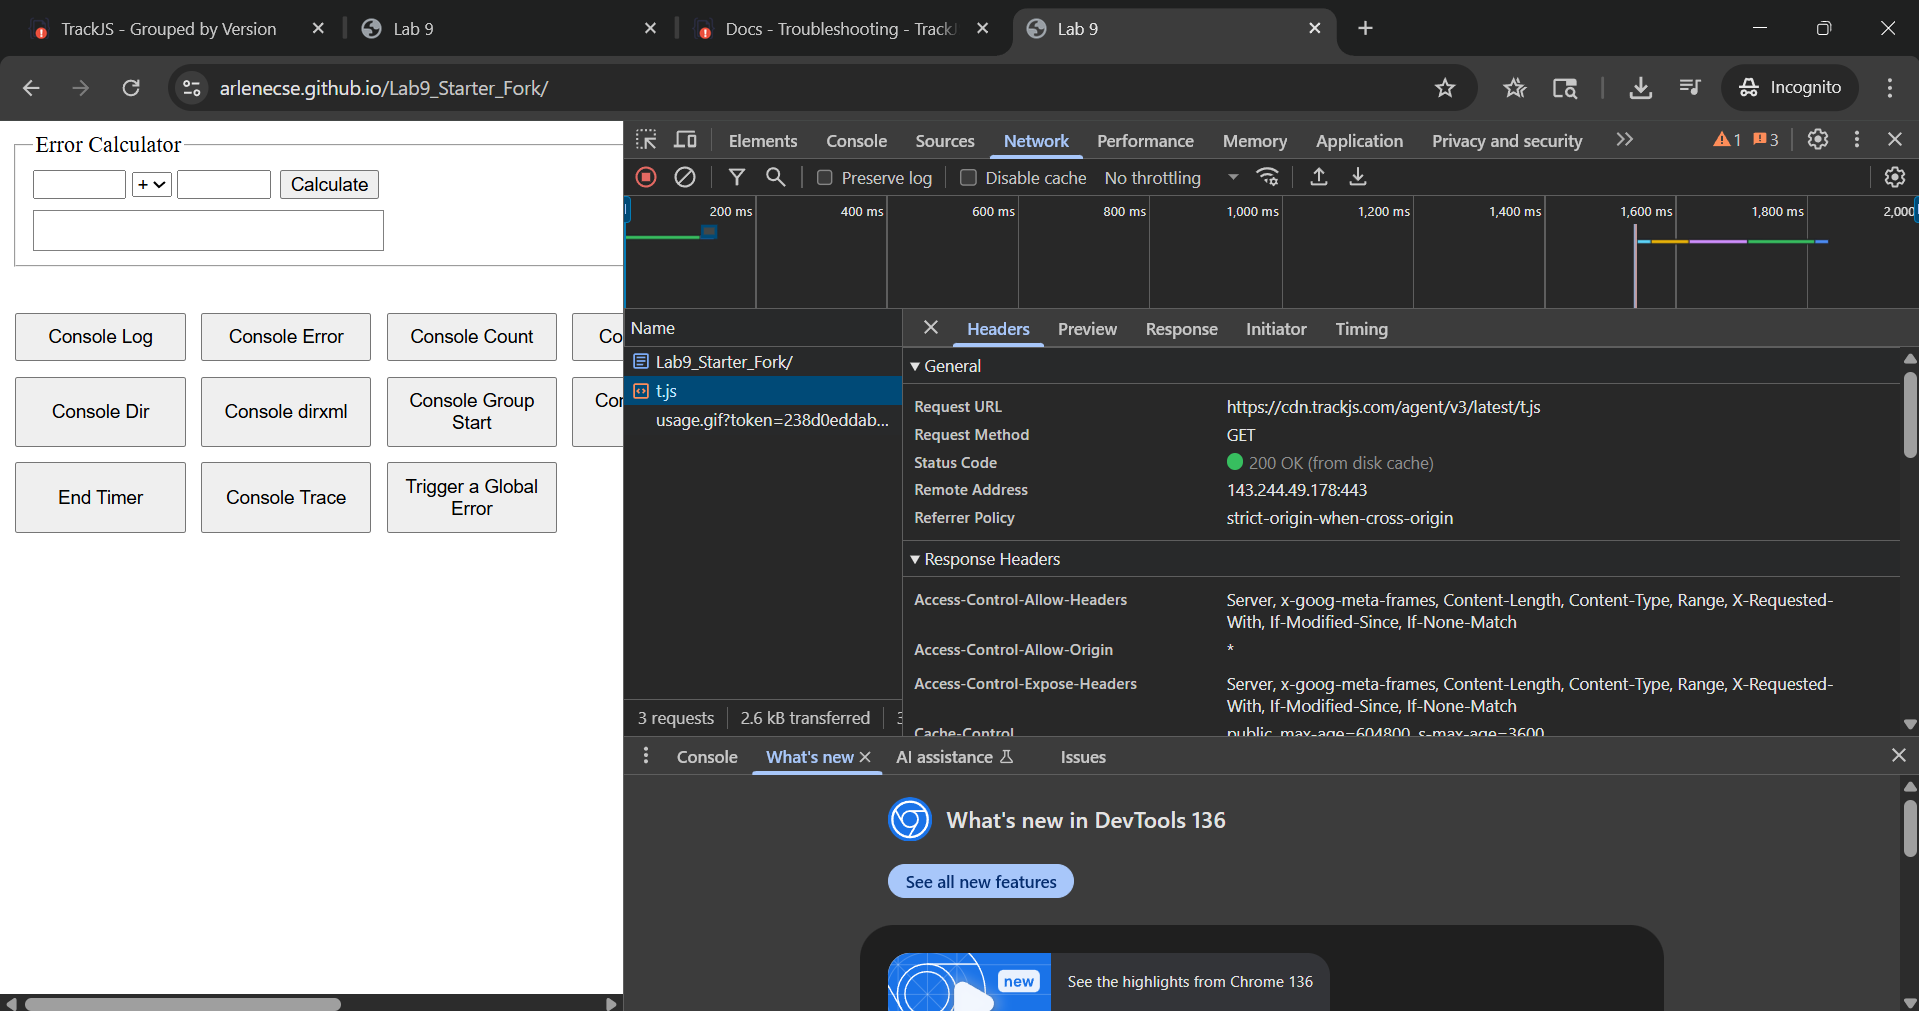 TrackJS - Grouped by Version
Lab 9
Docs - Troubleshooting - Track
Lab 9
arlenecse.github.io/Lab9_Starter_Fork/
Incognito
Error Calculator
+
Calculate
Console Log
Console Error
Console Count
Co
Console Dir
Console dirxml
Console Group
Start
Con
End Timer
Console Trace
Trigger a Global
Error
Elements
Console
Sources
Network
Performance
Memory
Application
Privacy and security
1
3
Preserve log
Disable cache
No throttling
200 ms
400 ms
600 ms
800 ms
1,000 ms
1,200 ms
1,400 ms
1,600 ms
1,800 ms
2,000
Name
Lab9_Starter_Fork/
t.js
usage.gif?token=238d0eddab...
3 requests
2.6 kB transferred
3
Headers
Preview
Response
Initiator
Timing
General
Request URL https://cdn.trackjs.com/agent/v3/latest/t.js
Request Method GET
Status Code 200 OK (from disk cache)
Remote Address 143.244.49.178:443
Referrer Policy strict-origin-when-cross-origin
Response Headers
Access-Control-Allow-Headers Server, x-goog-meta-frames, Content-Length, Content-Type, Range, X-Requested-
With, If-Modified-Since, If-None-Match
Access-Control-Allow-Origin *
Access-Control-Expose-Headers Server, x-goog-meta-frames, Content-Length, Content-Type, Range, X-Requested-
With, If-Modified-Since, If-None-Match
Cache-Control public, max-age=604800, s-max-age=3600
Console
What's new
AI assistance
Issues
What's new in DevTools 136
See all new features
new
See the highlights from Chrome 136